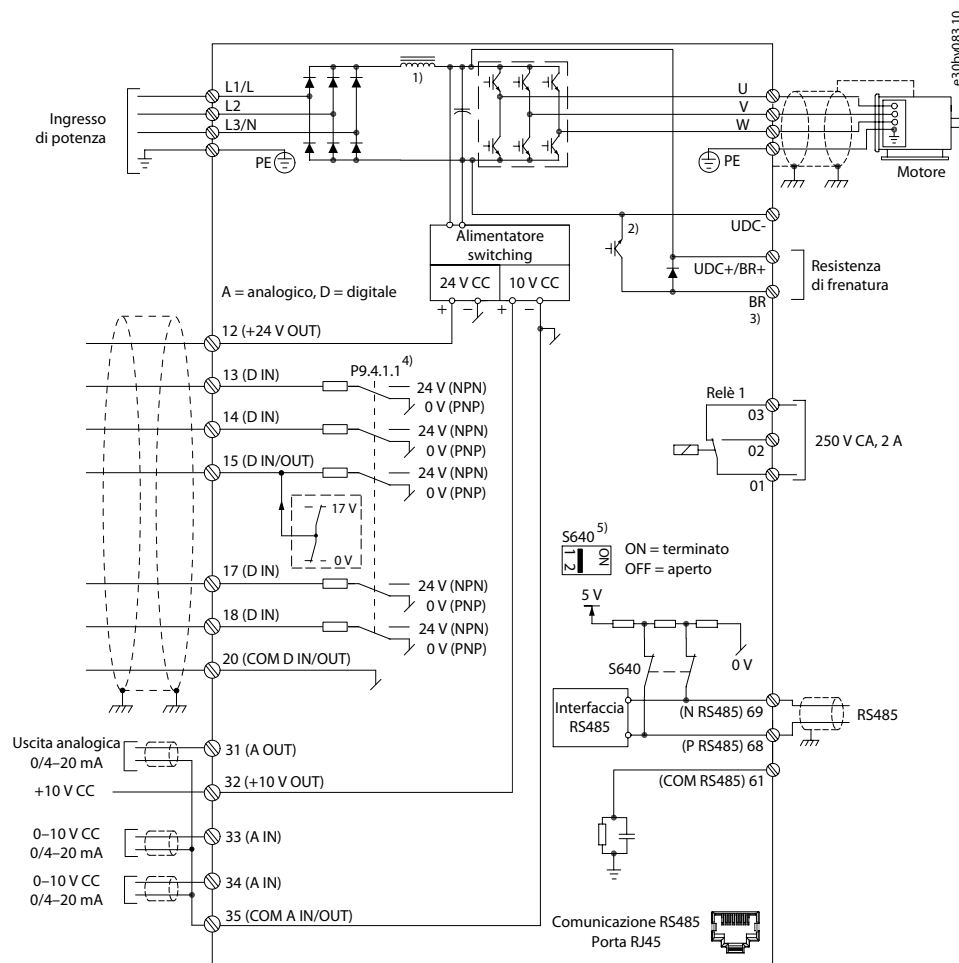 e30bv083.10
Ingresso
di potenza
L1/L
L2
L3/N
PE
1)
U
V
W
PE
Motore
UDC-
2)
UDC+/BR+
BR
3)
Resistenza
di frenatura
Alimentatore
switching
24 V CC
10 V CC
+
–
+
–
A = analogico, D = digitale
12 (+24 V OUT)
13 (D IN)
P9.4.1.1 4)
24 V (NPN)
0 V (PNP)
14 (D IN)
24 V (NPN)
0 V (PNP)
15 (D IN/OUT)
24 V (NPN)
0 V (PNP)
17 V
0 V
17 (D IN)
24 V (NPN)
0 V (PNP)
18 (D IN)
24 V (NPN)
0 V (PNP)
20 (COM D IN/OUT)
Relè 1
03
02
01
250 V CA, 2 A
S640 5)
1 2
ON
ON = terminato
OFF = aperto
5 V
0 V
S640
Interfaccia
RS485
(N RS485) 69
(P RS485) 68
RS485
(COM RS485) 61
Uscita analogica
0/4–20 mA
31 (A OUT)
+10 V CC
32 (+10 V OUT)
0–10 V CC
0/4–20 mA
33 (A IN)
0–10 V CC
0/4–20 mA
34 (A IN)
35 (COM A IN/OUT)
Comunicazione RS485
Porta RJ45